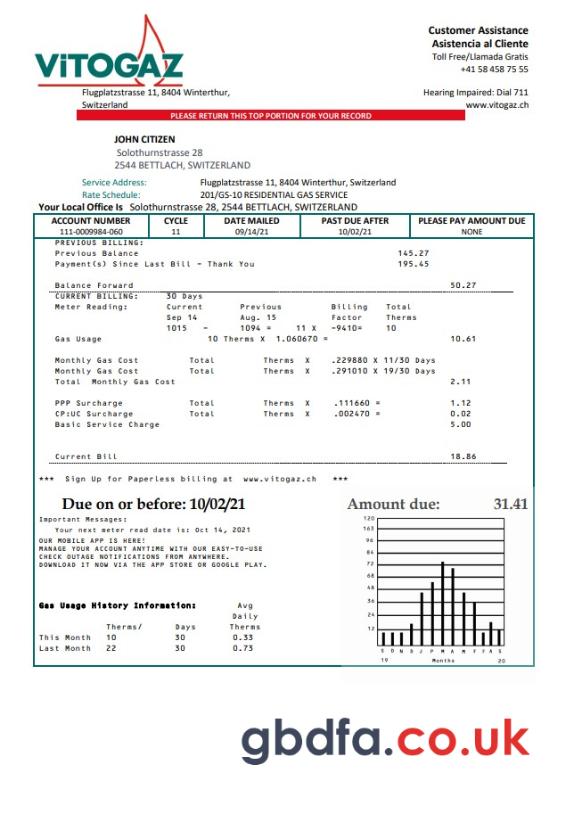 ViTOGAZ
Customer Assistance
Asistencia al Cliente
Toll Free/Llamada Gratis
+41 58 458 75 55
Flugplatzstrasse 11, 8404 Winterthur,
Switzerland
Hearing Impaired: Dial 711
www.vitogaz.ch
PLEASE RETURN THIS TOP PORTION FOR YOUR RECORD
JOHN CITIZEN
Solothurnstrasse 28
2544 BETTLACH, SWITZERLAND
Service Address: Flugplatzstrasse 11, 8404 Winterthur, Switzerland
Rate Schedule: 201/GS-10 RESIDENTIAL GAS SERVICE
Your Local Office Is Solothurnstrasse 28, 2544 BETTLACH, SWITZERLAND
ACCOUNT NUMBER CYCLE DATE MAILED PAST DUE AFTER PLEASE PAY AMOUNT DUE
111-0009984-060 11 09/14/21 10/02/21 NONE
PREVIOUS BILLING:
Previous Balance 145.27
Payment(s) Since Last Bill - Thank You 195.45
Balance Forward 50.27
CURRENT BILLING: 30 Days
Meter Reading: Current Previous Billing Total
Sep 14 Aug. 15 Factor Therms
1015 - 1094 = 11 X -9410= 10
Gas Usage 10 Therms X 1.060670 = 10.61
Monthly Gas Cost Total Therms X .229880 X 11/30 Days
Monthly Gas Cost Total Therms X .291010 X 19/30 Days
Total Monthly Gas Cost 2.11
PPP Surcharge Total Therms X .111660 = 1.12
CP:UC Surcharge Total Therms X .002470 = 0.02
Basic Service Charge 5.00
Current Bill 18.86
*** Sign Up for Paperless billing at www.vitogaz.ch ***
Due on or before: 10/02/21 Amount due: 31.41
Important Messages:
Your next meter read date is: Oct 14, 2021
OUR MOBILE APP IS HERE!
MANAGE YOUR ACCOUNT ANYTIME WITH OUR EASY-TO-USE
CHECK OUTAGE NOTIFICATIONS FROM ANYWHERE.
DOWNLOAD IT NOW VIA THE APP STORE OR GOOGLE PLAY.
Gas Usage History Information: Avg
Daily
Therms/ Days Therms
This Month 10 30 0.33
Last Month 22 30 0.73
120
163
96
84
72
68
48
36
24
12
S O N D J F M A M J J A S
19 Months 20
gbdfa.co.uk